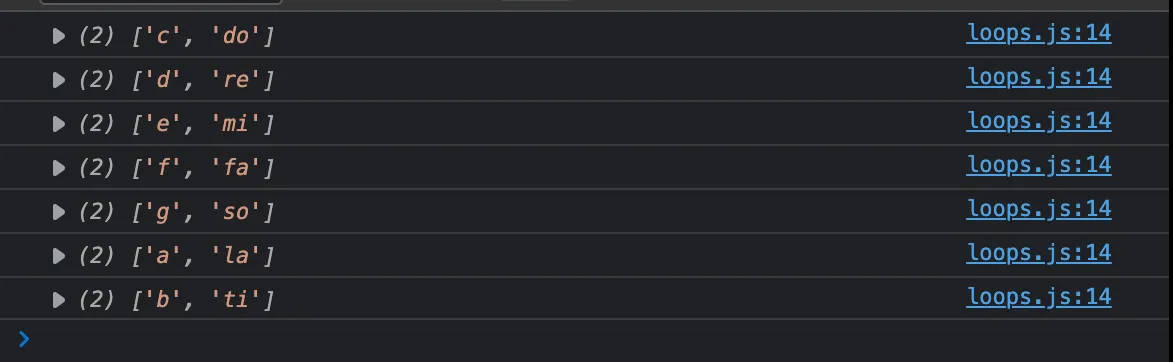 ▶ (2) ['c', 'do'] loops.js:14
▶ (2) ['d', 're'] loops.js:14
▶ (2) ['e', 'mi'] loops.js:14
▶ (2) ['f', 'fa'] loops.js:14
▶ (2) ['g', 'so'] loops.js:14
▶ (2) ['a', 'la'] loops.js:14
▶ (2) ['b', 'ti'] loops.js:14